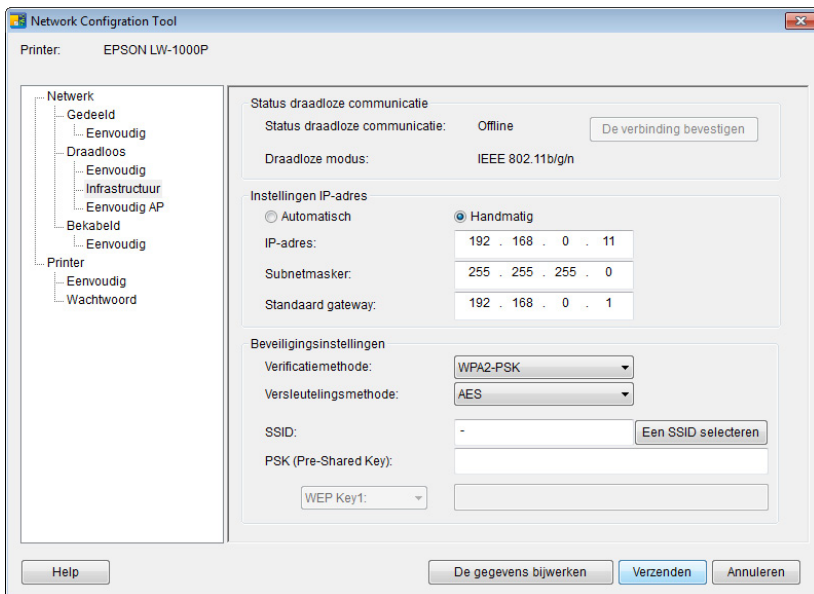 Network Configration Tool
Printer: EPSON LW-1000P
Netwerk
Gedeeld
Eenvoudig
Draadloos
Eenvoudig
Infrastructuur
Eenvoudig AP
Bekabeld
Eenvoudig
Printer
Eenvoudig
Wachtwoord
Status draadloze communicatie
Status draadloze communicatie: Offline De verbinding bevestigen
Draadloze modus: IEEE 802.11b/g/n
Instellingen IP-adres
Automatisch Handmatig
IP-adres: 192 . 168 . 0 . 11
Subnetmasker: 255 . 255 . 255 . 0
Standaard gateway: 192 . 168 . 0 . 1
Beveiligingsinstellingen
Verificatiemethode: WPA2-PSK
Versleutelingsmethode: AES
SSID: - Een SSID selecteren
PSK (Pre-Shared Key):
WEP Key1:
Help De gegevens bijwerken Verzenden Annuleren